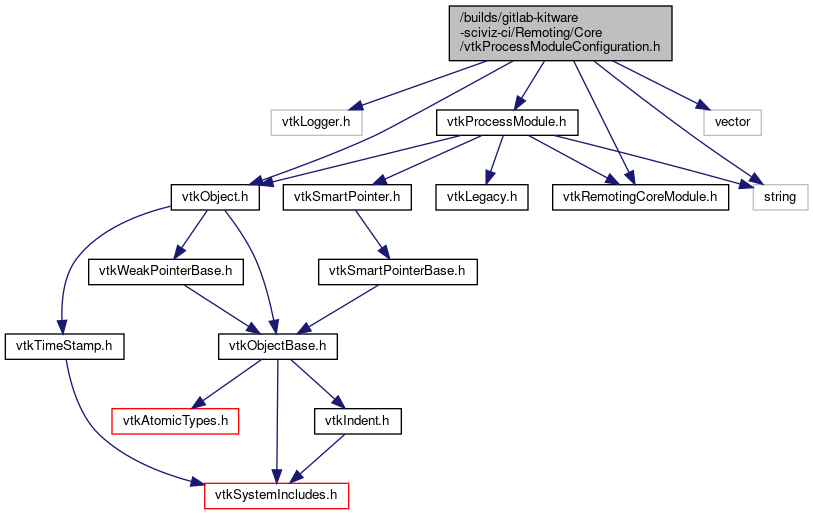 /builds/gitlab-kitware
-sciviz-ci/Remoting/Core
/vtkProcessModuleConfiguration.h
vtkLogger.h
vtkProcessModule.h
vector
vtkObject.h
vtkSmartPointer.h
vtkLegacy.h
vtkRemotingCoreModule.h
string
vtkWeakPointerBase.h
vtkSmartPointerBase.h
vtkTimeStamp.h
vtkObjectBase.h
vtkAtomicTypes.h
vtkIndent.h
vtkSystemIncludes.h